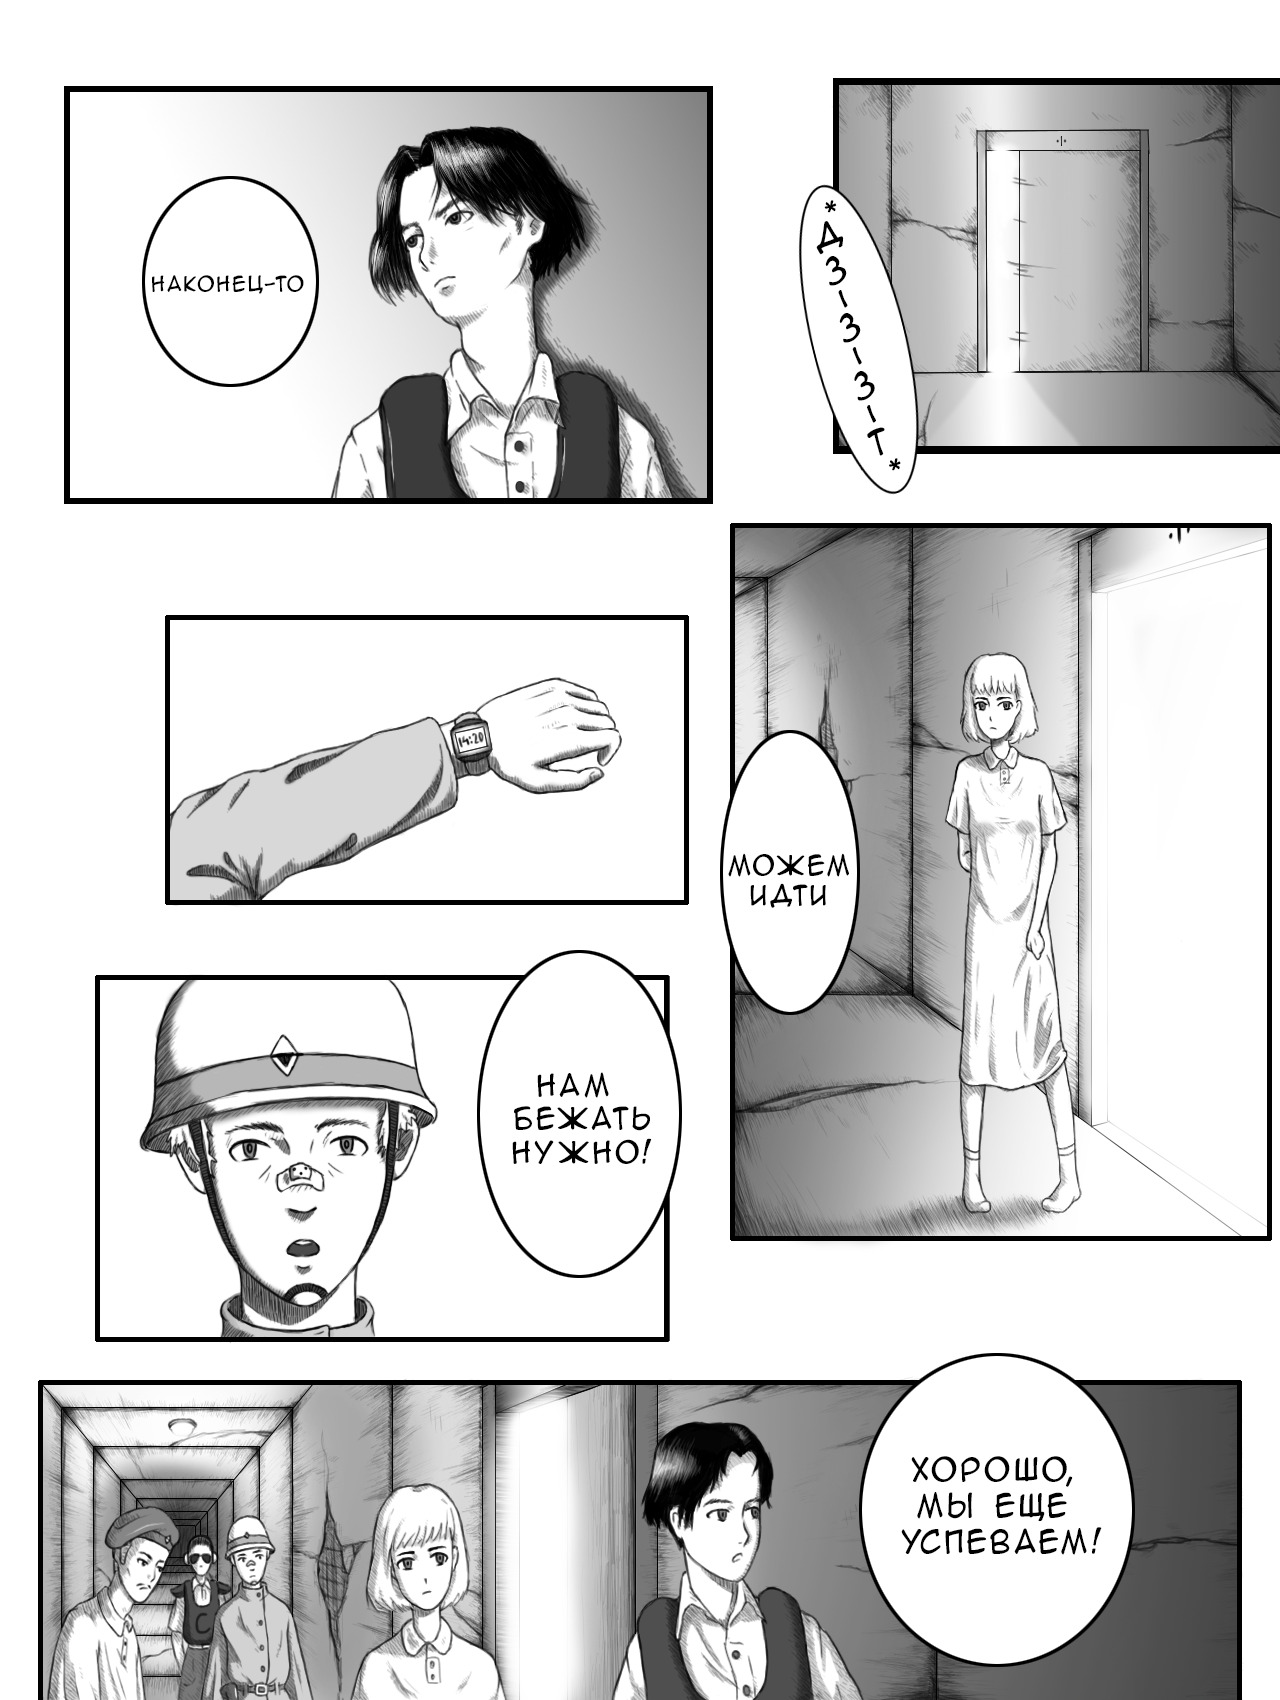 *ДЗ-З-З-З-Т*
НАКОНЕЦ-ТО
МОЖЕМ
ИДТИ
14:20
НАМ
БЕЖАТЬ
НУЖНО!
ХОРОШО,
МЫ ЕЩЕ
УСПЕВАЕМ!
С